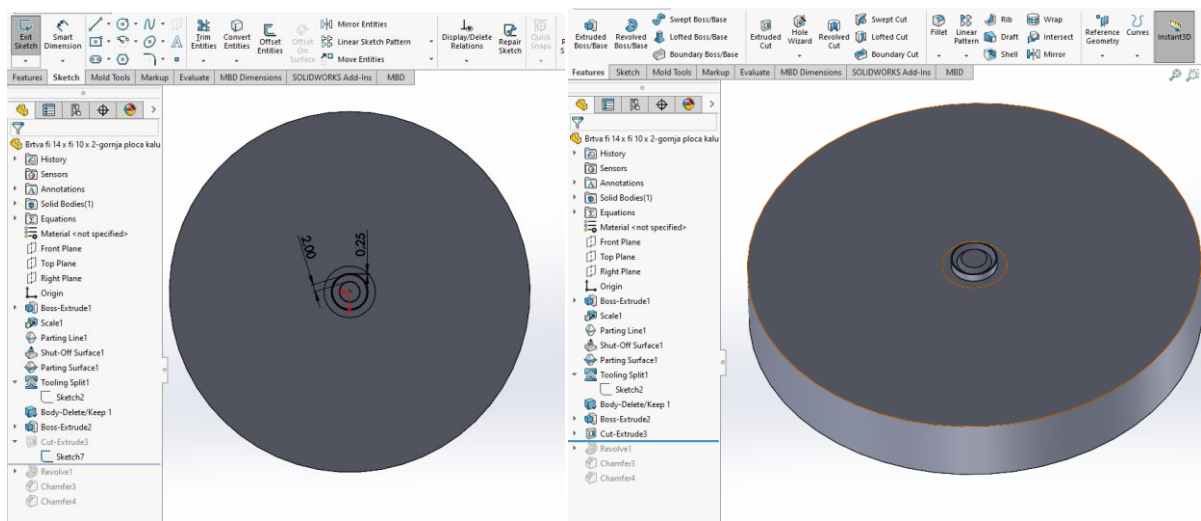 Exit Sketch
Smart Dimension
Trim Entities
Convert Entities
Offset Entities
Offset On Surface
Mirror Entities
Linear Sketch Pattern
Move Entities
Display/Delete Relations
Repair Sketch
Quick Snaps
Features Sketch Mold Tools Markup Evaluate MBD Dimensions SOLIDWORKS Add-Ins MBD
Brtva fi 14 x fi 10 x 2-gornja ploca kalu
History
Sensors
Annotations
Solid Bodies(1)
Equations
Material <not specified>
Front Plane
Top Plane
Right Plane
Origin
Boss-Extrude1
Scale1
Parting Line1
Shut-Off Surface1
Parting Surface1
Tooling Split1
Sketch2
Body-Delete/Keep 1
Boss-Extrude2
Cut-Extrude3
Sketch7
Revolve1
Chamfer3
Chamfer4
2.00
0.25
Extruded Boss/Base
Revolved Boss/Base
Swept Boss/Base
Lofted Boss/Base
Boundary Boss/Base
Extruded Cut
Hole Wizard
Revolved Cut
Swept Cut
Lofted Cut
Boundary Cut
Fillet
Linear Pattern
Rib
Draft
Shell
Wrap
Intersect
Mirror
Reference Geometry
Curves
Instant3D
Features Sketch Mold Tools Markup Evaluate MBD Dimensions SOLIDWORKS Add-Ins MBD
Brtva fi 14 x fi 10 x 2-gornja ploca kalu
History
Sensors
Annotations
Solid Bodies(1)
Equations
Material <not specified>
Front Plane
Top Plane
Right Plane
Origin
Boss-Extrude1
Scale1
Parting Line1
Shut-Off Surface1
Parting Surface1
Tooling Split1
Sketch2
Body-Delete/Keep 1
Boss-Extrude2
Cut-Extrude3
Revolve1
Chamfer3
Chamfer4